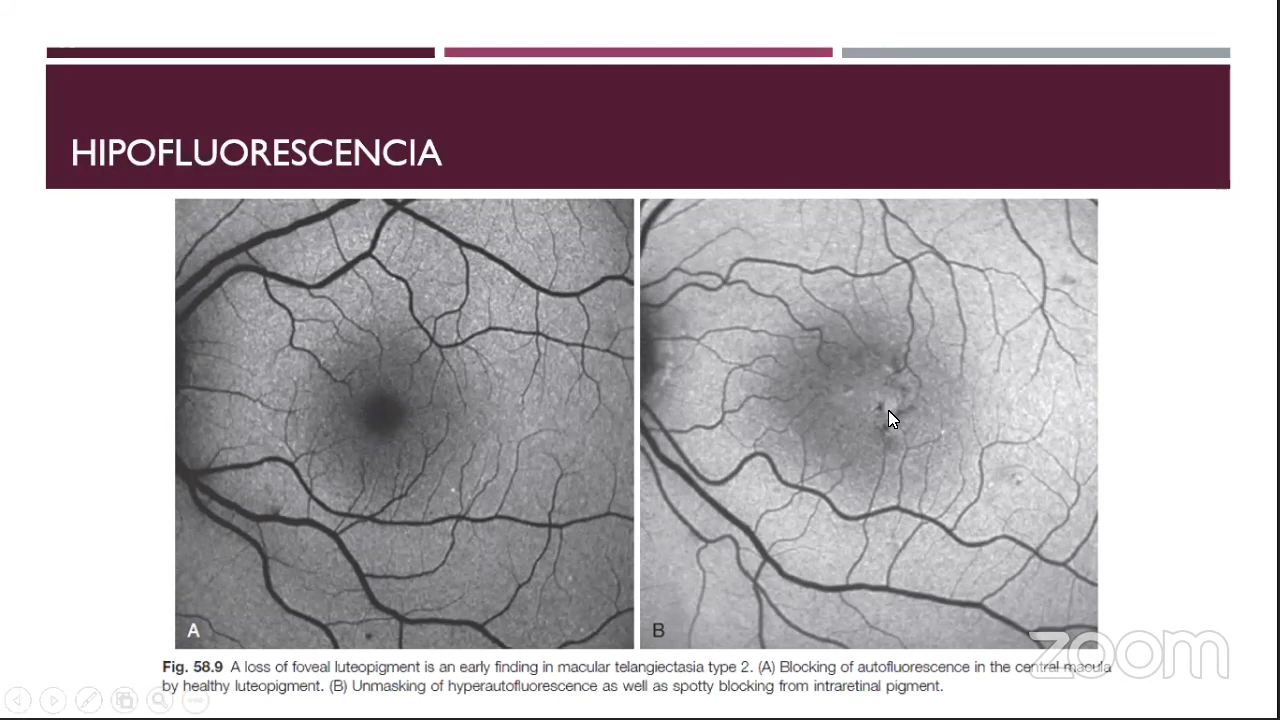 HIPOFLUORESCENCIA
A
B
Fig. 58.9 A loss of foveal luteopigment is an early finding in macular telangiectasia type 2. (A) Blocking of autofluorescence in the central macula
by healthy luteopigment. (B) Unmasking of hyperautofluorescence as well as spotty blocking from intraretinal pigment.
zoom